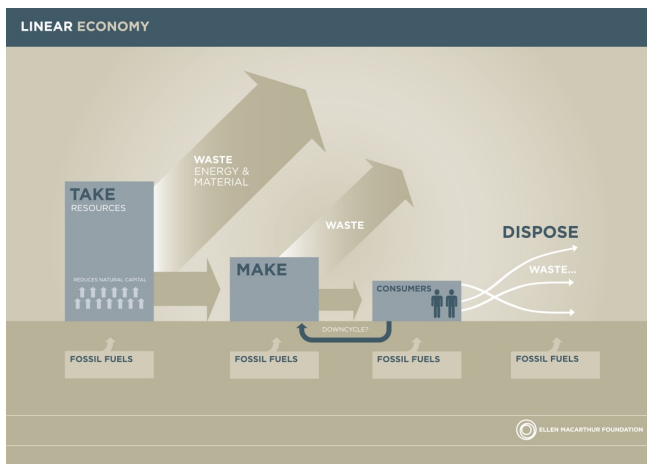 LINEAR ECONOMY
WASTE
ENERGY &
MATERIAL
TAKE
RESOURCES
WASTE
DISPOSE
MAKE
WASTE...
REDUCES NATURAL CAPITAL
CONSUMERS
DOWNCYCLE?
FOSSIL FUELS
FOSSIL FUELS
FOSSIL FUELS
FOSSIL FUELS
ELLEN MACARTHUR FOUNDATION